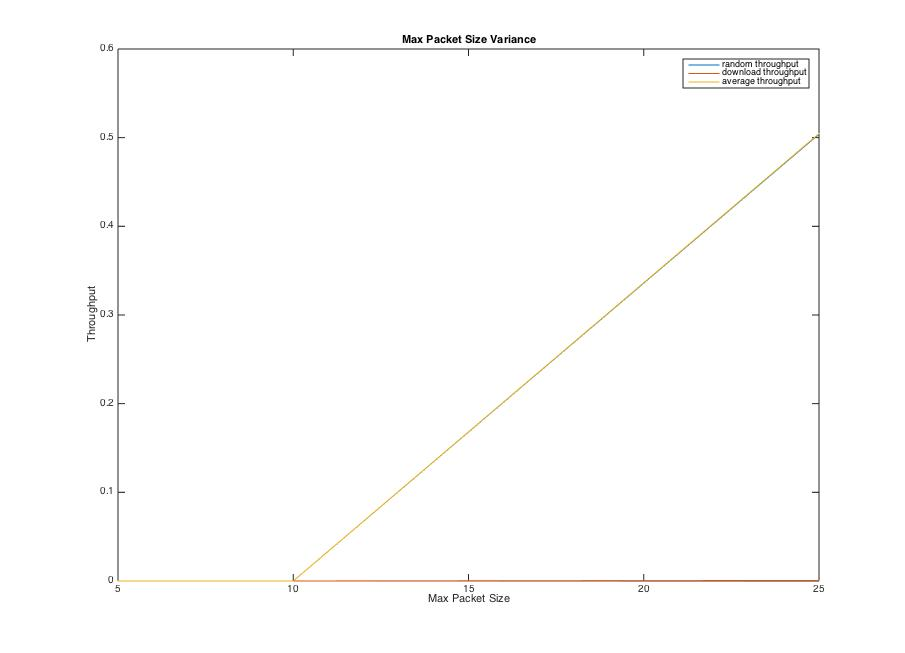 Max Packet Size Variance
0.6
random throughput
download throughput
average throughput
0.5
0.4
0.3
Throughput
0.2
0.1
0
5
10
15
20
25
Max Packet Size